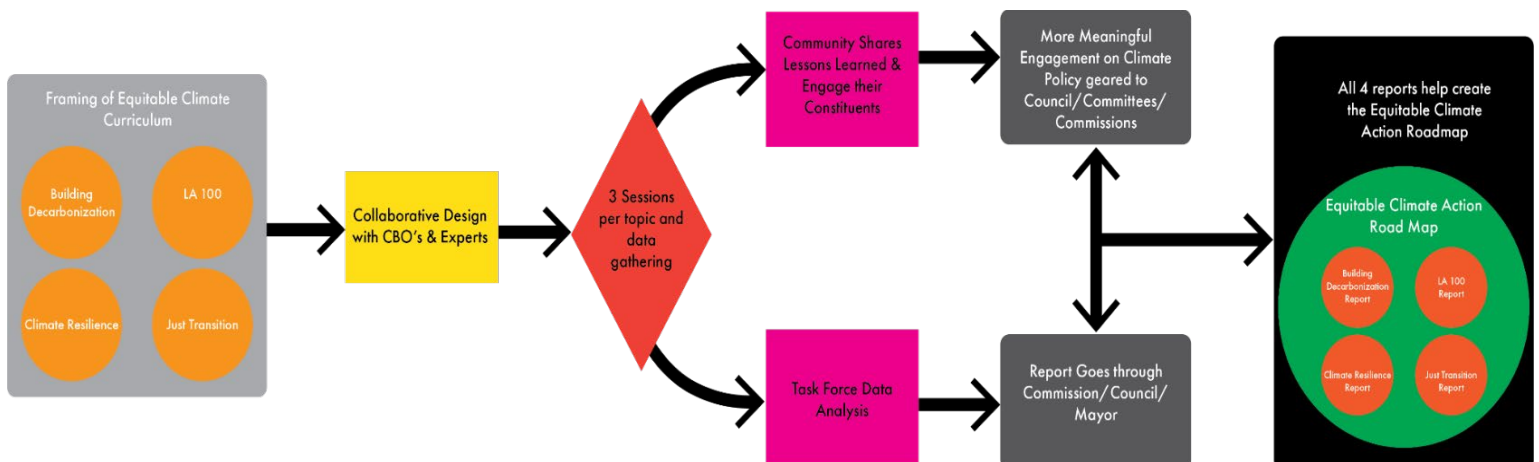 Framing of Equitable Climate
Curriculum
Building
Decarbonization
LA 100
Climate Resilience
Just Transition
Collaborative Design
with CBO's & Experts
3 Sessions
per topic and
data
gathering
Community Shares
Lessons Learned &
Engage their
Constituents
Task Force Data
Analysis
More Meaningful
Engagement on Climate
Policy geared to
Council/Committees/
Commissions
Report Goes through
Commission/Council/
Mayor
All 4 reports help create
the Equitable Climate
Action Roadmap
Equitable Climate Action
Road Map
Building
Decarbonization
Report
LA 100
Report
Climate Resilience
Report
Just Transition
Report